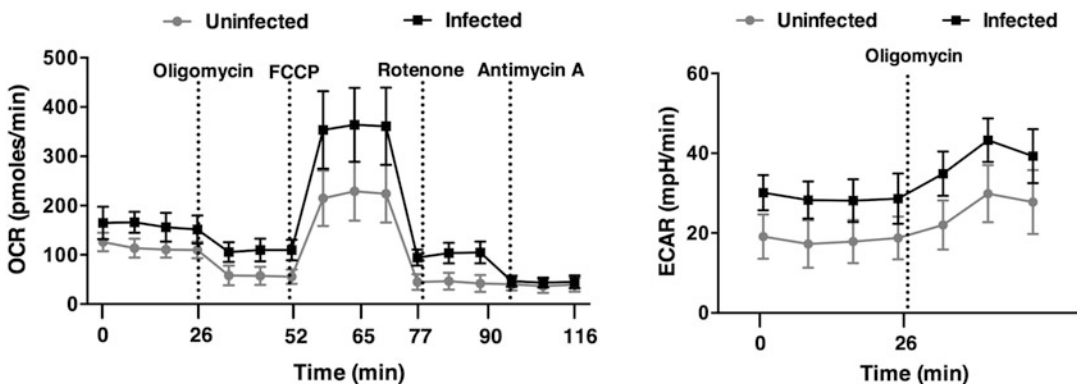 Uninfected Infected
500
400
300
200
100
0
OCR (pmoles/min)
Oligomycin FCCP Rotenone Antimycin A
0 26 52 65 77 90 116
Time (min)
Uninfected Infected
Oligomycin
60
40
20
0
ECAR (mpH/min)
0 26
Time (min)